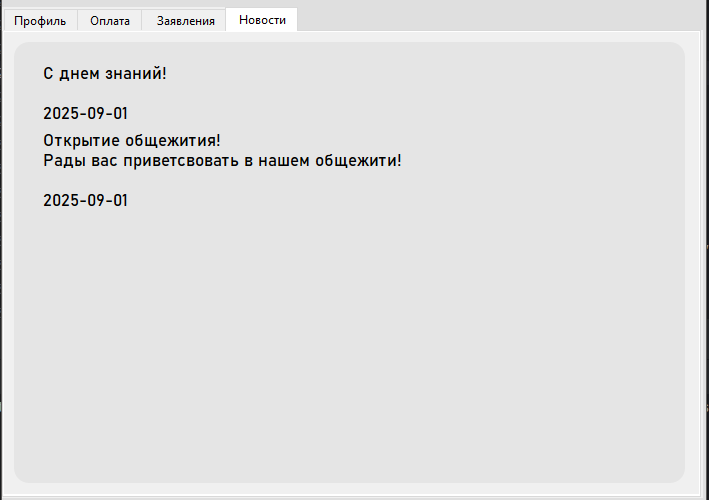 Профиль Оплата Заявления Новости
С днем знаний!
2025-09-01
Открытие общежития!
Рады вас приветсвовать в нашем общежити!
2025-09-01